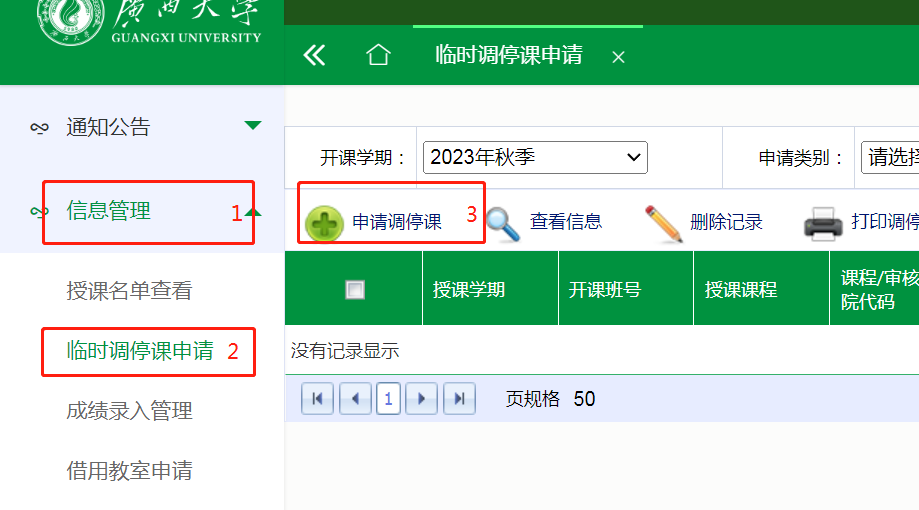 廣西大学
GUANGXI UNIVERSITY
临时调停课申请 ×
通知公告
开课学期： 2023年秋季 申请类别： 请选择
信息管理 1
申请调停课 3 查看信息 删除记录 打印调停
授课名单查看
授课学期 开课班号 授课课程 课程/审核
院代码
临时调停课申请 2
没有记录显示
1 页规格 50
成绩录入管理
借用教室申请